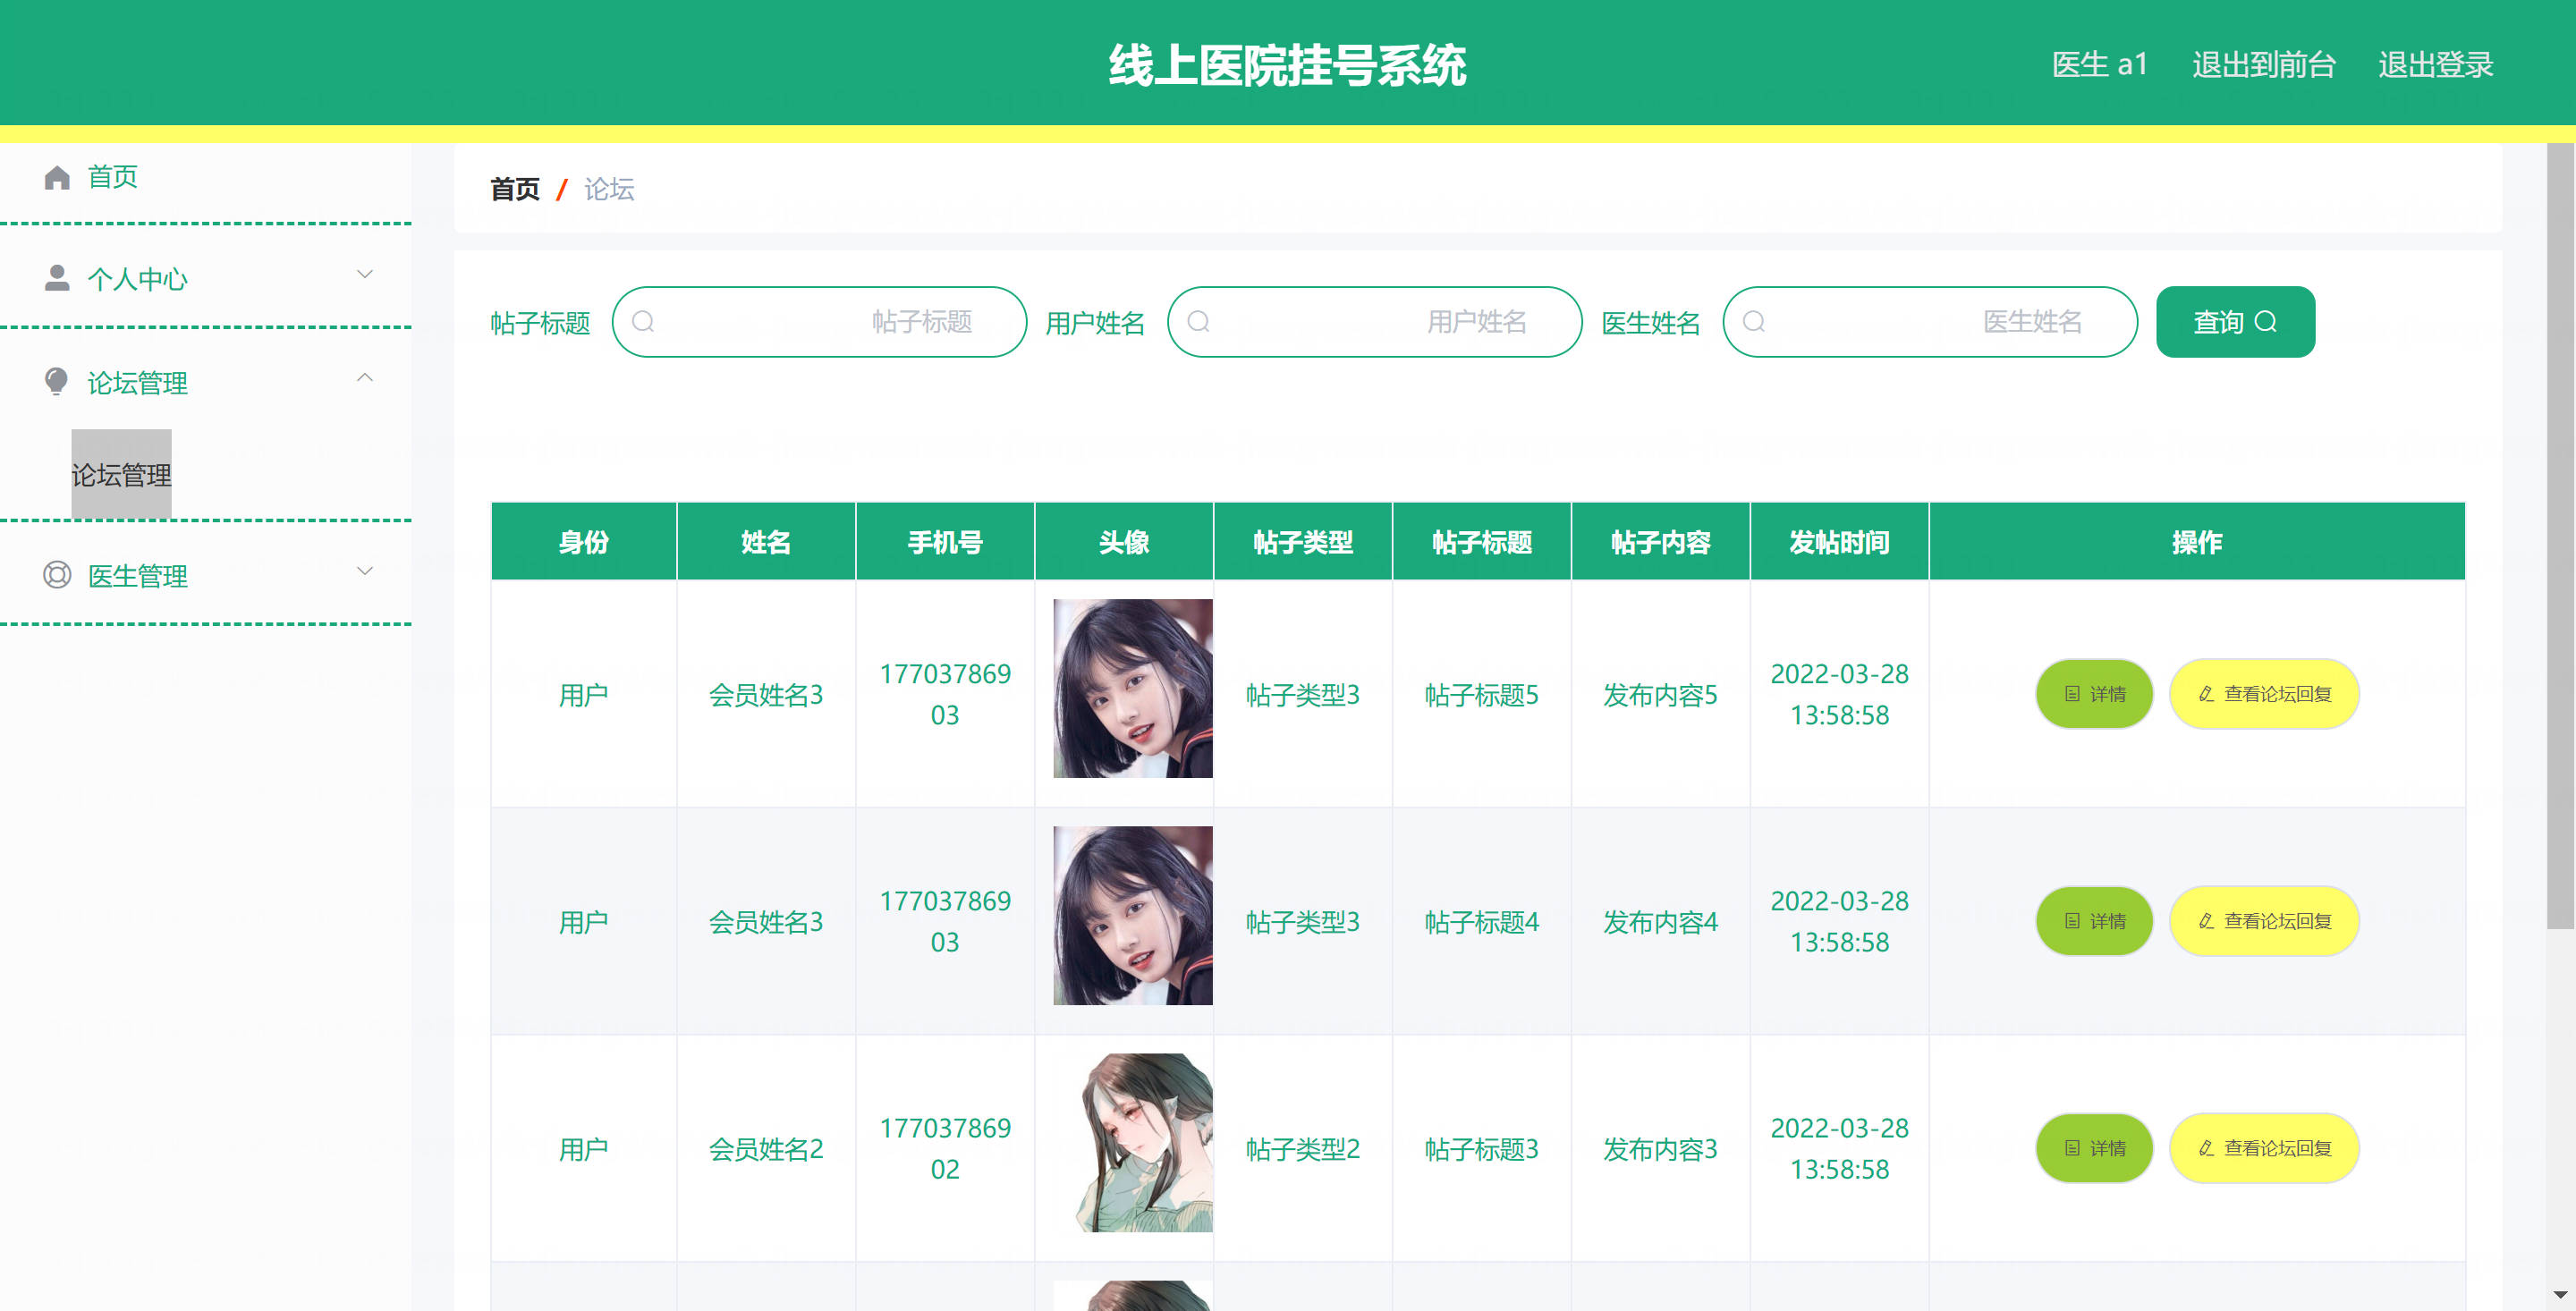 线上医院挂号系统
医生 a1 退出到前台 退出登录
首页
个人中心
论坛管理
论坛管理
医生管理
首页 / 论坛
帖子标题 帖子标题 用户姓名 用户姓名 医生姓名 医生姓名 查询
身份 姓名 手机号 头像 帖子类型 帖子标题 帖子内容 发帖时间 操作
用户 会员姓名3 17703786903 帖子类型3 帖子标题5 发布内容5 2022-03-28 13:58:58 详情 查看论坛回复
用户 会员姓名3 17703786903 帖子类型3 帖子标题4 发布内容4 2022-03-28 13:58:58 详情 查看论坛回复
用户 会员姓名2 17703786902 帖子类型2 帖子标题3 发布内容3 2022-03-28 13:58:58 详情 查看论坛回复